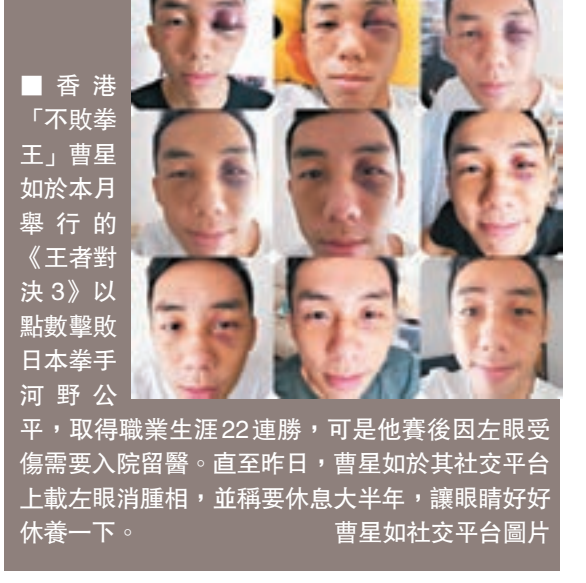 ■ 香港
「不敗拳
王」曹星
如於本月
舉行的
《王者對
決 3》以
點數擊敗
日本拳手
河野公
平，取得職業生涯22連勝，可是他賽後因左眼受
傷需要入院留醫。直至昨日，曹星如於其社交平台
上載左眼消腫相，並稱要休息大半年，讓眼睛好好
休養一下。 曹星如社交平台圖片